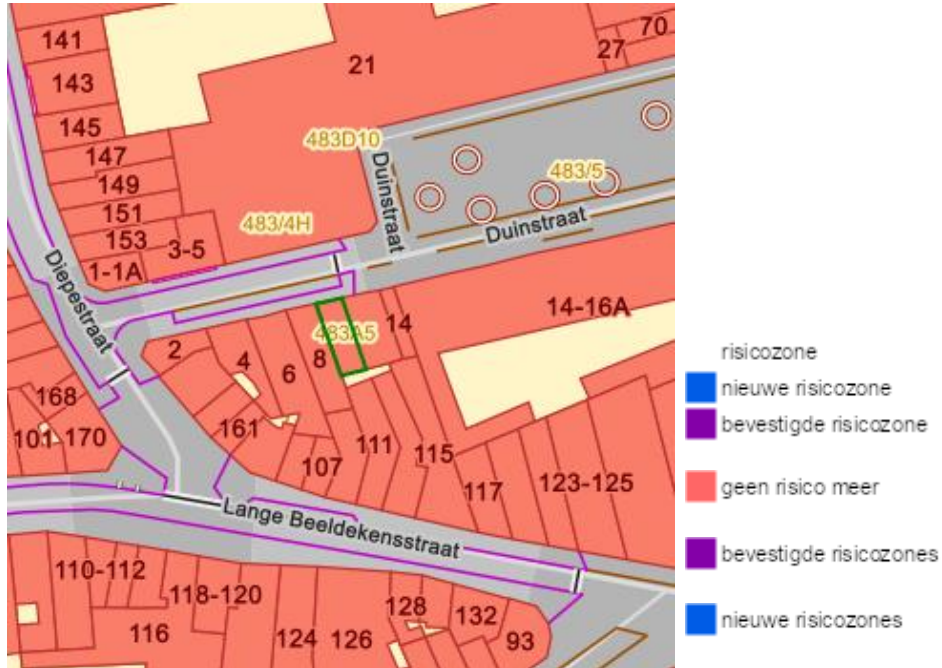 141
143
145
147
149
151
153
3-5
1-1A
21
27
70
483D10
483/4H
483/5
Duinstraat
Duinstraat
Diepestraat
2
4
6
8
483A5
14
14-16A
168
101
170
161
107
111
115
117
123-125
Lange Beeldekensstraat
110-112
118-120
116
124
126
128
132
93
risicozone
nieuwe risicozone
bevestigde risicozone
geen risico meer
bevestigde risicozones
nieuwe risicozones